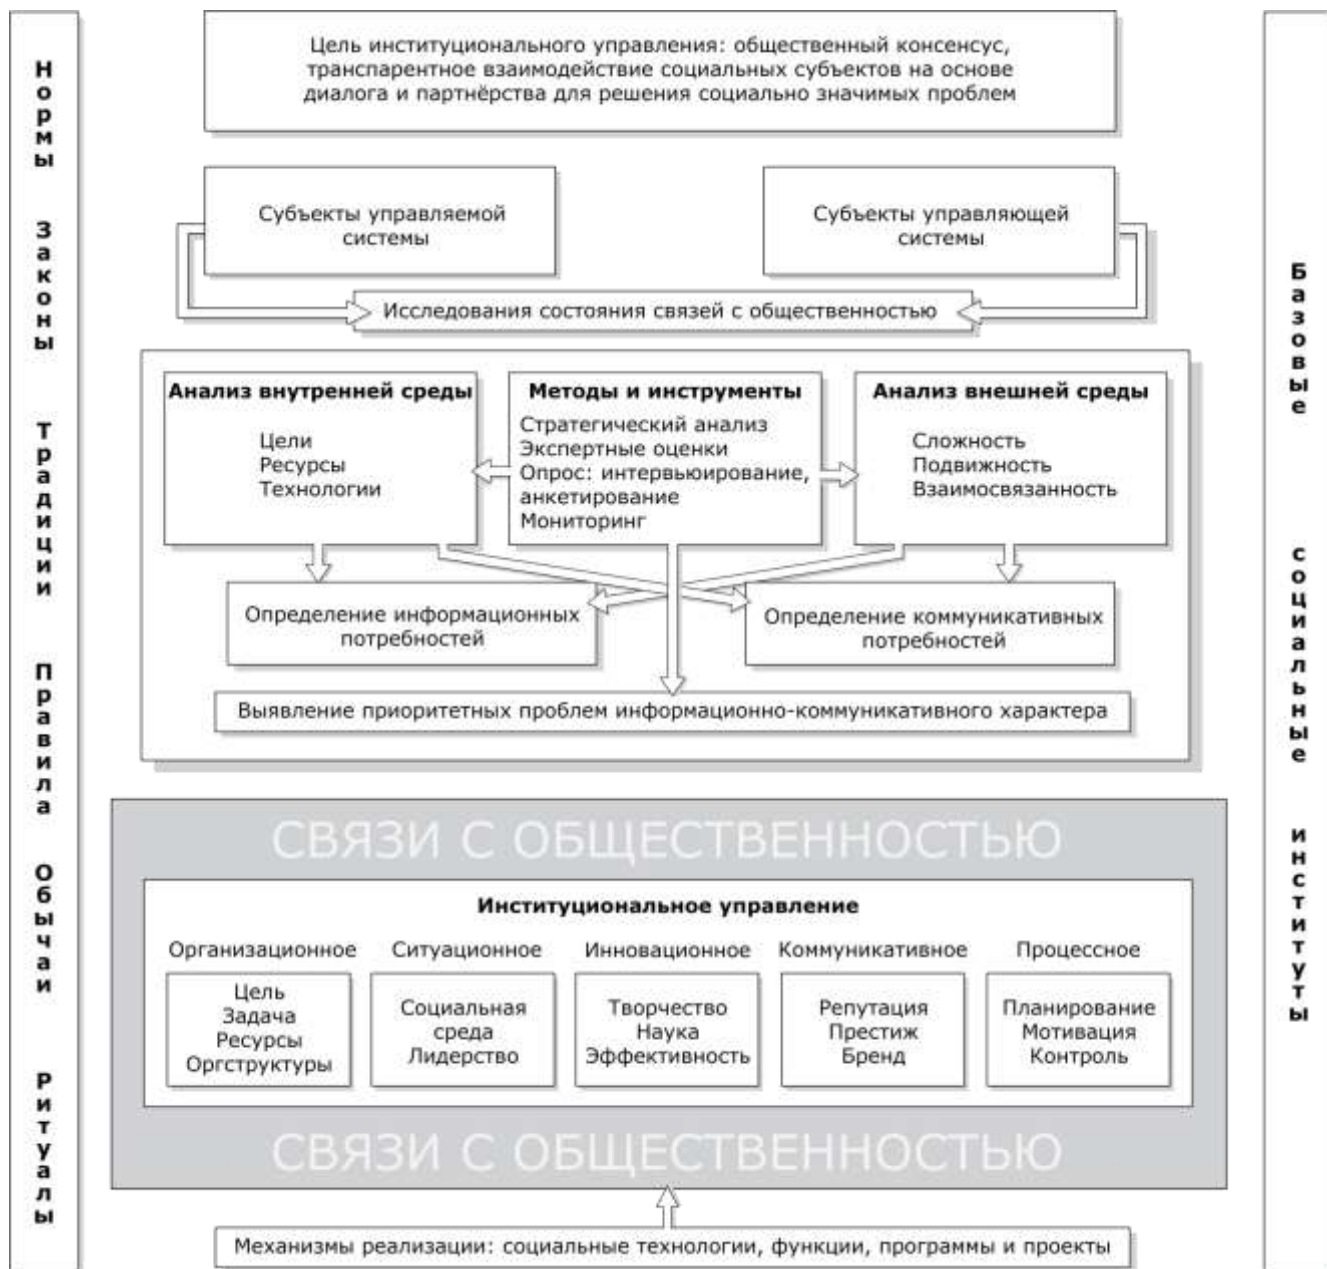 Нормы
Законы
Традиции
Правила
Обычаи
Ритуалы
Цель институционального управления: общественный консенсус,
транспарентное взаимодействие социальных субъектов на основе
диалога и партнёрства для решения социально значимых проблем
Субъекты управляемой
системы
Субъекты управляющей
системы
Исследования состояния связей с общественностью
Анализ внутренней среды
Цели
Ресурсы
Технологии
Методы и инструменты
Стратегический анализ
Экспертные оценки
Опрос: интервьюирование,
анкетирование
Мониторинг
Анализ внешней среды
Сложность
Подвижность
Взаимосвязанность
Определение информационных
потребностей
Определение коммуникативных
потребностей
Выявление приоритетных проблем информационно-коммуникативного характера
СВЯЗИ С ОБЩЕСТВЕННОСТЬЮ
Институциональное управление
Организационное
Цель
Задача
Ресурсы
Оргструктуры
Ситуационное
Социальная
среда
Лидерство
Инновационное
Творчество
Наука
Эффективность
Коммуникативное
Репутация
Престиж
Бренд
Процессное
Планирование
Мотивация
Контроль
СВЯЗИ С ОБЩЕСТВЕННОСТЬЮ
Механизмы реализации: социальные технологии, функции, программы и проекты
Базовые
социальные
институты